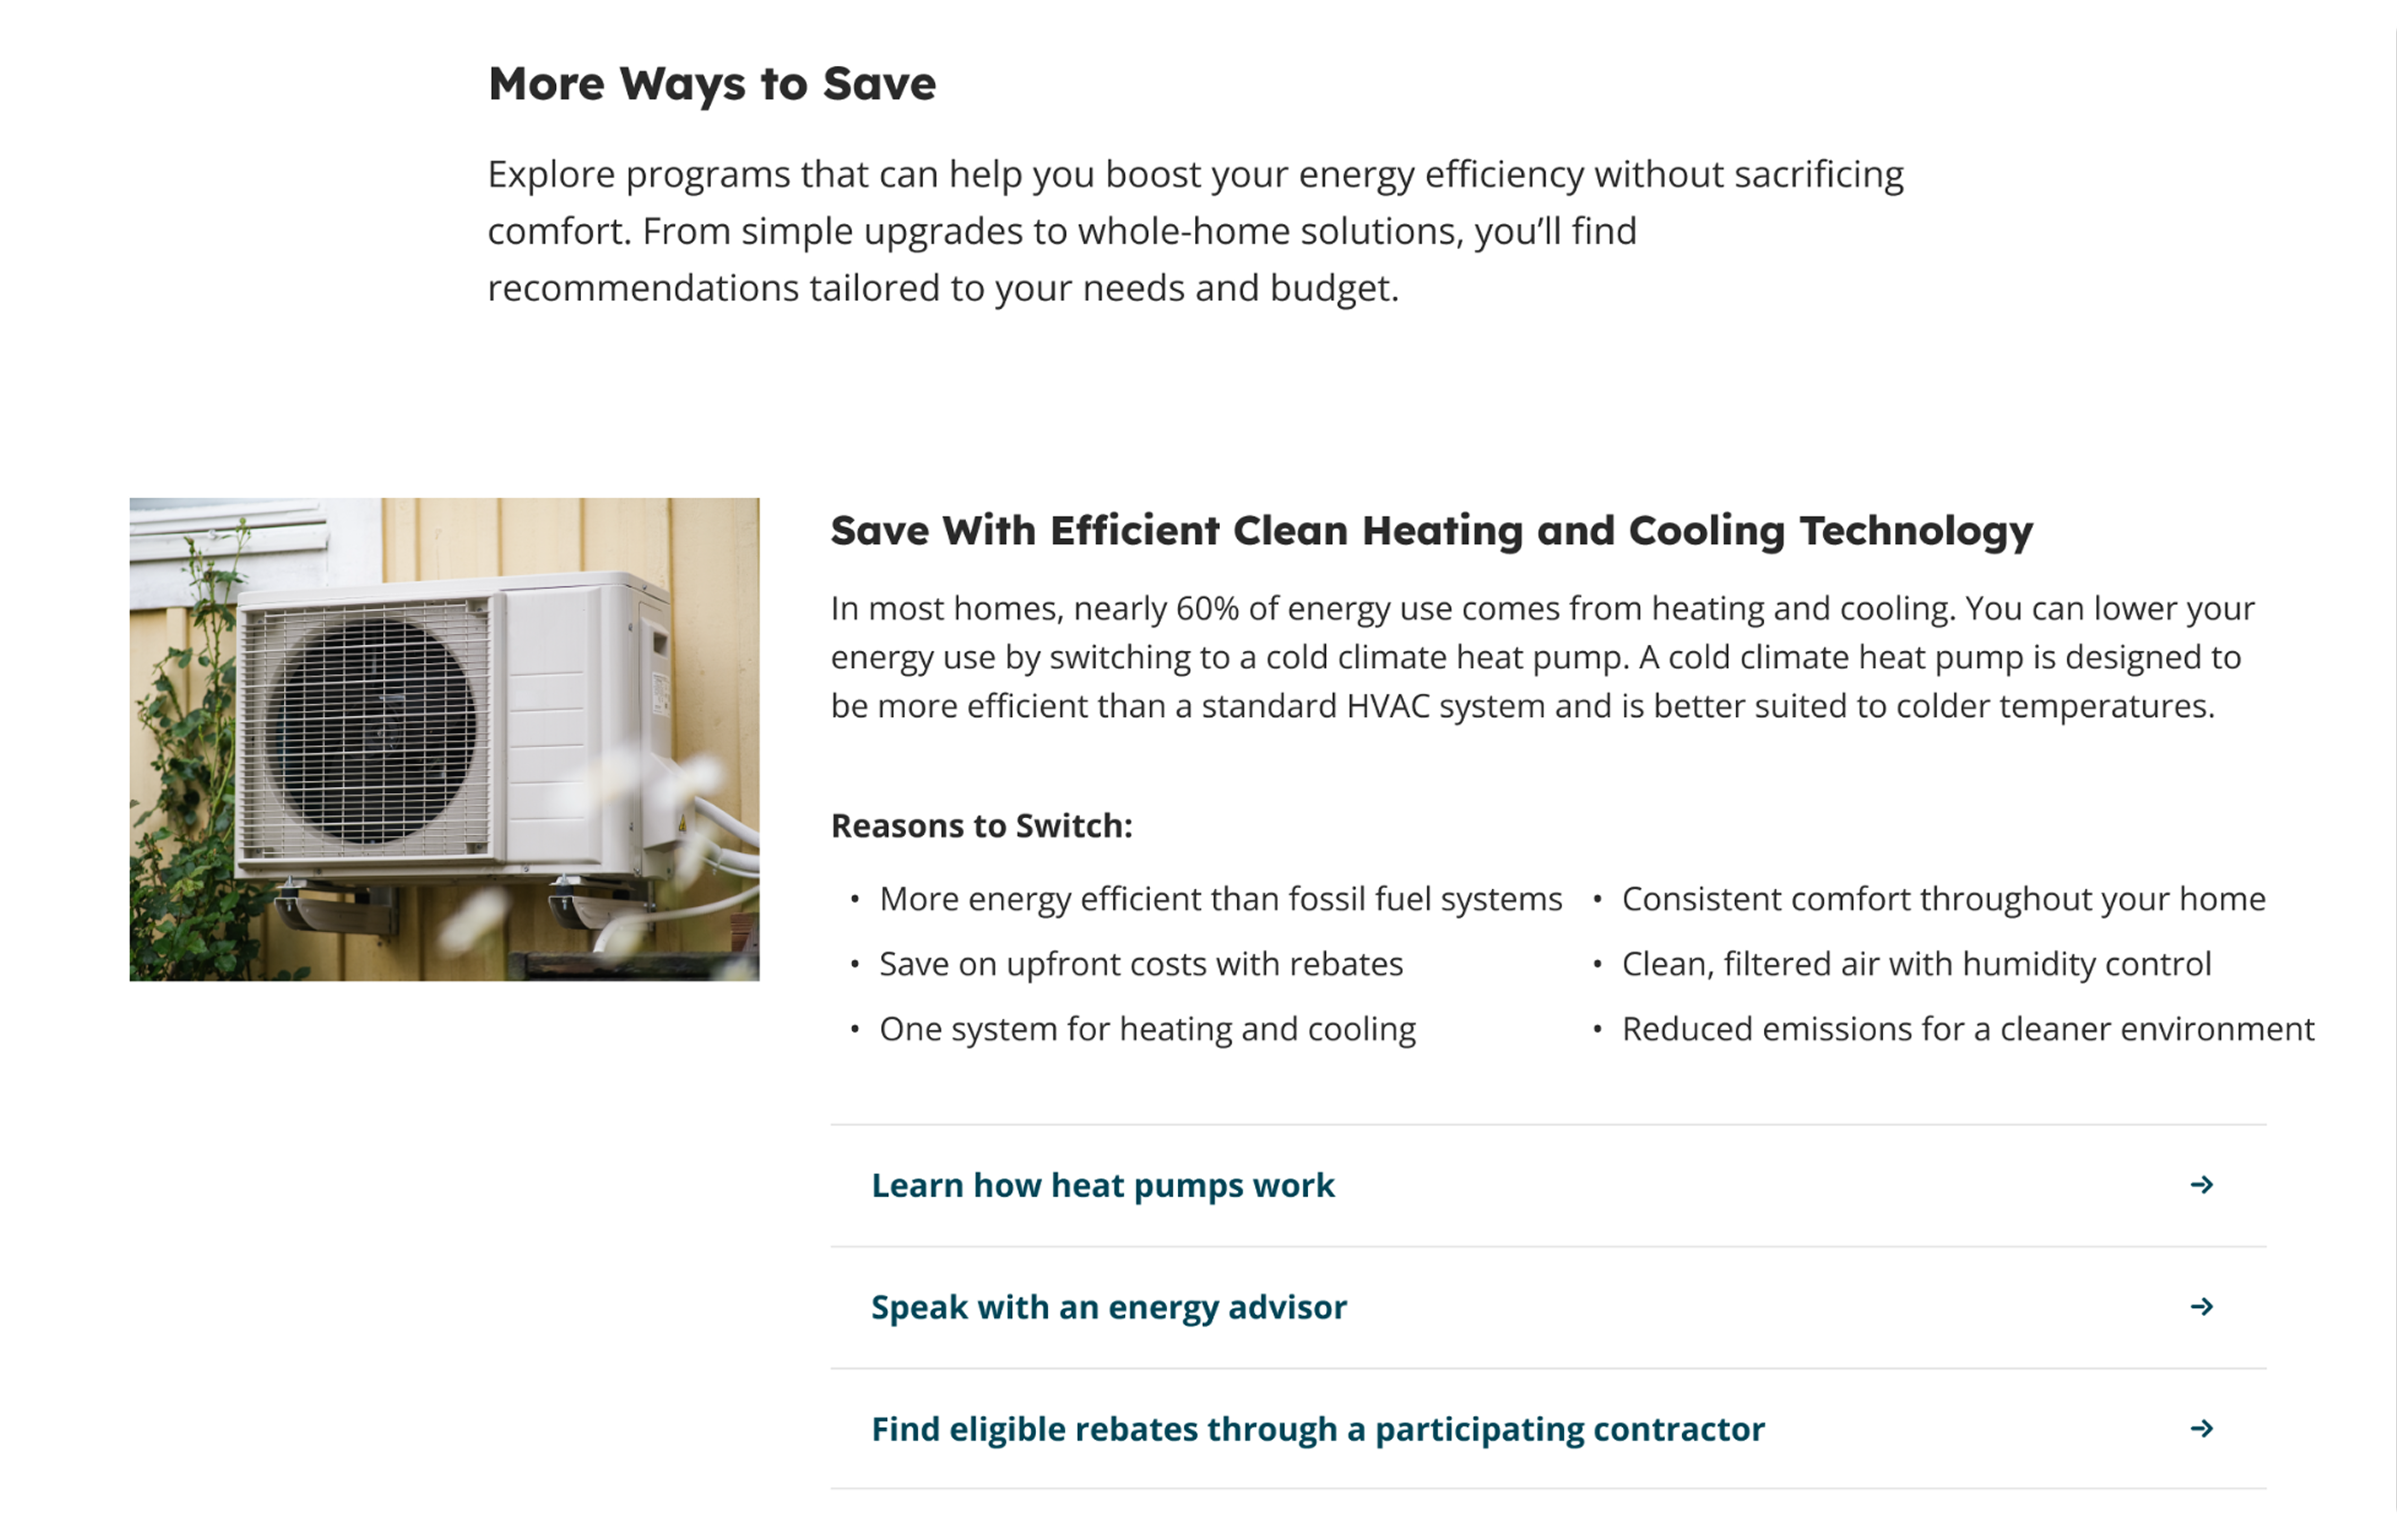 More Ways to Save
Explore programs that can help you boost your energy efficiency without sacrificing
comfort. From simple upgrades to whole-home solutions, you’ll find
recommendations tailored to your needs and budget.
Save With Efficient Clean Heating and Cooling Technology
In most homes, nearly 60% of energy use comes from heating and cooling. You can lower your
energy use by switching to a cold climate heat pump. A cold climate heat pump is designed to
be more efficient than a standard HVAC system and is better suited to colder temperatures.
Reasons to Switch:
• More energy efficient than fossil fuel systems
• Save on upfront costs with rebates
• One system for heating and cooling
• Consistent comfort throughout your home
• Clean, filtered air with humidity control
• Reduced emissions for a cleaner environment
Learn how heat pumps work
Speak with an energy advisor
Find eligible rebates through a participating contractor